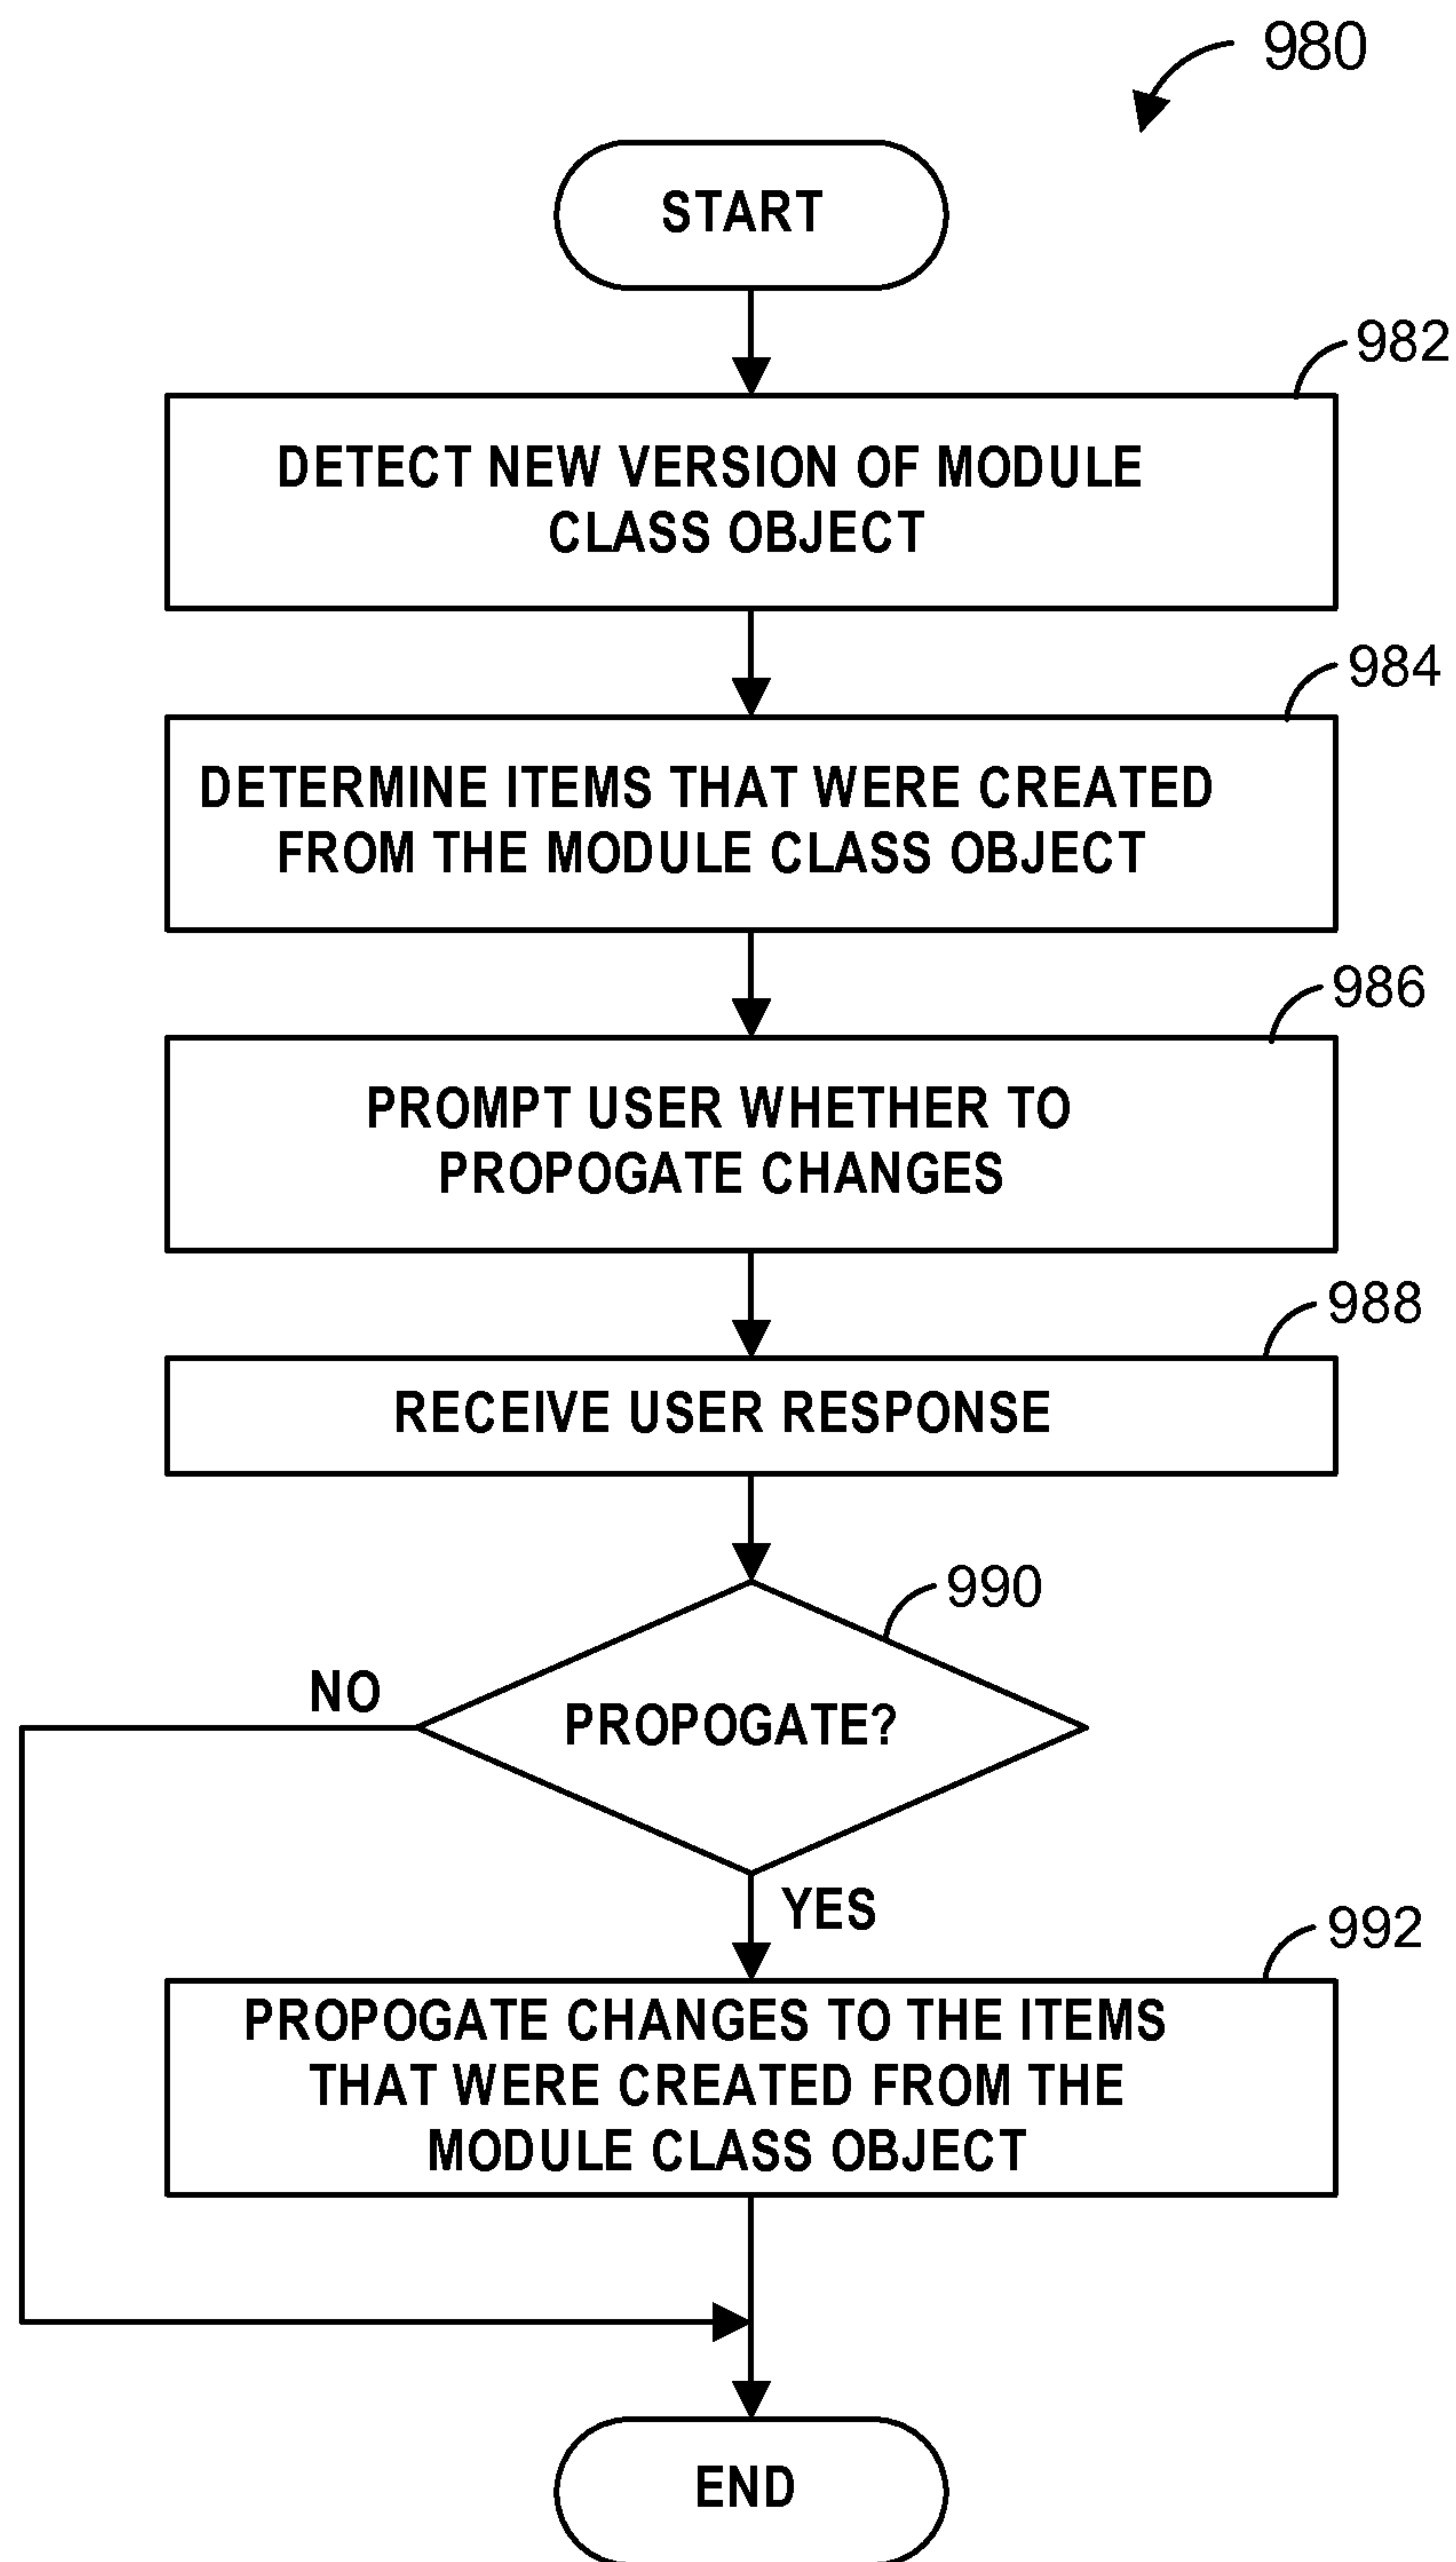 980
START
982
DETECT NEW VERSION OF MODULE
CLASS OBJECT
984
DETERMINE ITEMS THAT WERE CREATED
FROM THE MODULE CLASS OBJECT
986
PROMPT USER WHETHER TO
PROPOGATE CHANGES
988
RECEIVE USER RESPONSE
990
NO
PROPOGATE?
YES
992
PROPOGATE CHANGES TO THE ITEMS
THAT WERE CREATED FROM THE
MODULE CLASS OBJECT
END